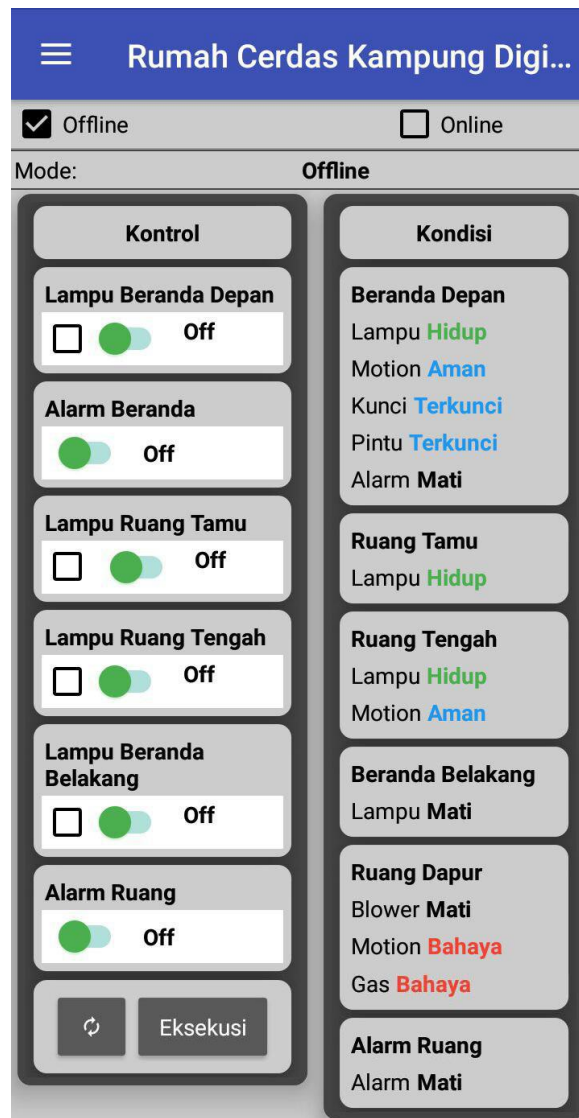 Rumah Cerdas Kampung Digi...
Offline
Online
Mode:
Offline
Kontrol
Lampu Beranda Depan
Off
Alarm Beranda
Off
Lampu Ruang Tamu
Off
Lampu Ruang Tengah
Off
Lampu Beranda
Belakang
Off
Alarm Ruang
Off
Eksekusi
Kondisi
Beranda Depan
Lampu Hidup
Motion Aman
Kunci Terkunci
Pintu Terkunci
Alarm Mati
Ruang Tamu
Lampu Hidup
Ruang Tengah
Lampu Hidup
Motion Aman
Beranda Belakang
Lampu Mati
Ruang Dapur
Blower Mati
Motion Bahaya
Gas Bahaya
Alarm Ruang
Alarm Mati